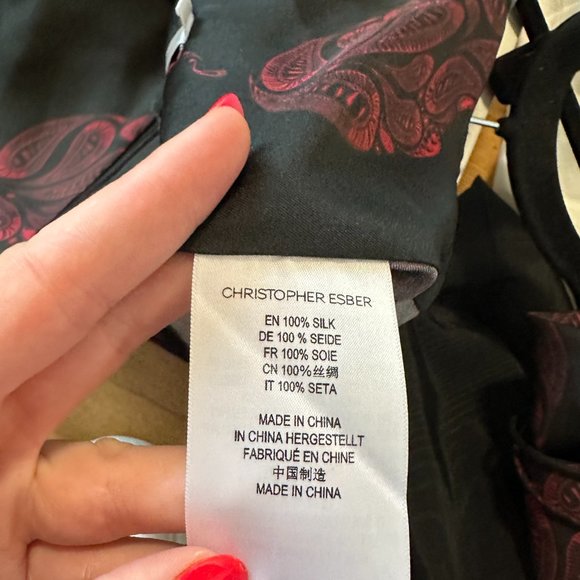 CHRISTOPHER ESBER
EN 100% SILK
DE 100 % SEIDE
FR 100% SOIE
CN 100%丝绸
IT 100% SETA
MADE IN CHINA
IN CHINA HERGESTELLT
FABRIQUÉ EN CHINE
中国制造
MADE IN CHINA